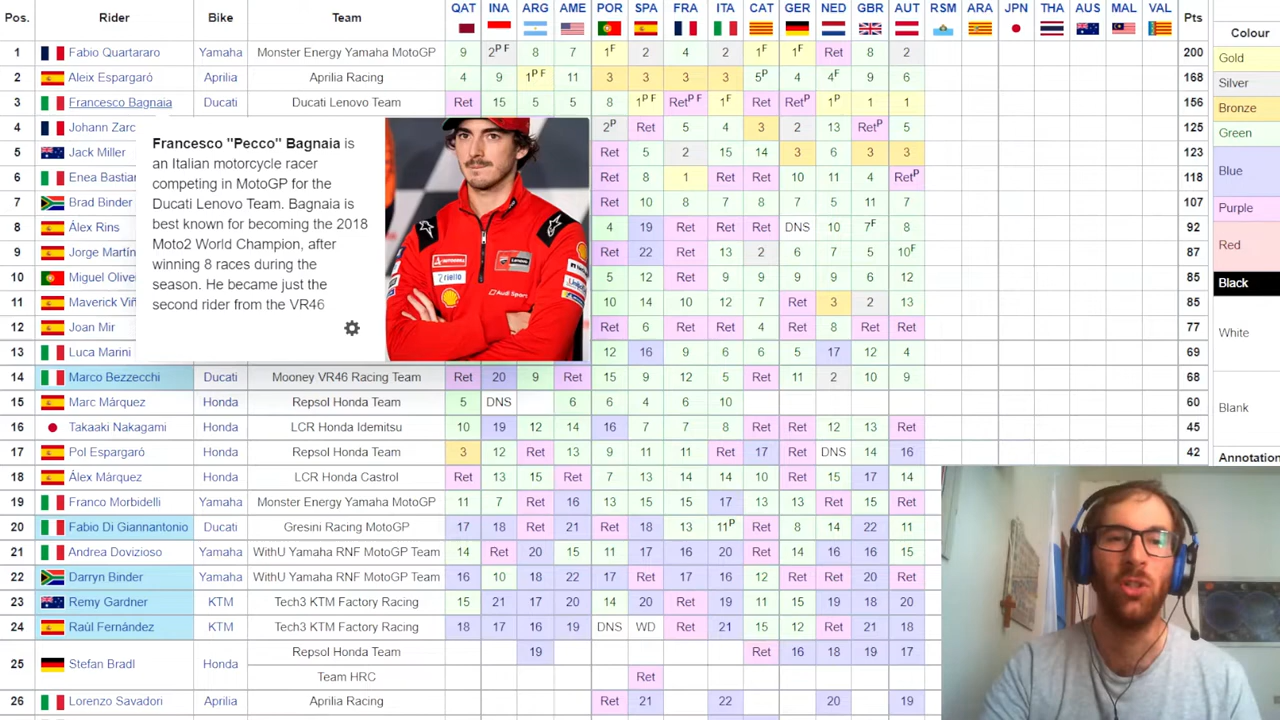 Pos. Rider Bike Team QAT INA ARG AME POR SPA FRA ITA CAT GER NED GBR AUT RSM ARA JPN THA AUS MAL VAL Pts Colour
1 Fabio Quartararo Yamaha Monster Energy Yamaha MotoGP 9 2P F 8 7 1F 2 4 2 1F 1F Ret 8 2 200 Gold
2 Aleix Espargaró Aprilia Aprilia Racing 4 9 1P F 11 3 3 3 3 5P 4 4F 9 6 168 Silver
3 Francesco Bagnaia Ducati Ducati Lenovo Team Ret 15 5 5 8 1P F RetP F 1F Ret RetP 1P 1 1 156 Bronze
4 Johann Zarc 2P Ret 5 4 3 2 13 RetP 5 125 Green
5 Jack Miller Ret 5 2 15 14 3 6 3 3 123 Blue
6 Enea Bastian Ret 8 1 Ret Ret 10 11 4 RetP 118
7 Brad Binder Ret 10 8 7 8 7 5 11 7 107 Purple
8 Álex Rins 4 19 Ret Ret Ret DNS 10 7F 8 92
9 Jorge Martin Ret 22 Ret 13 2 6 7 5 10F 87 Red
10 Miguel Olive 5 12 Ret 9 9 9 9 6 12 85 Black
11 Maverick Viñ 10 14 10 12 7 Ret 3 2 13 85
12 Joan Mir Ret 6 Ret Ret 4 Ret 8 Ret Ret 77 White
13 Luca Marini 12 16 9 6 6 5 17 12 4 69
Francesco "Pecco" Bagnaia is
an Italian motorcycle racer
competing in MotoGP for the
Ducati Lenovo Team. Bagnaia is
best known for becoming the 2018
Moto2 World Champion, after
winning 8 races during the
season. He became just the
second rider from the VR46
14 Marco Bezzecchi Ducati Mooney VR46 Racing Team Ret 20 9 Ret 15 9 12 5 Ret 11 2 10 9 68
15 Marc Márquez Honda Repsol Honda Team 5 DNS 6 6 4 6 10 60 Blank
16 Takaaki Nakagami Honda LCR Honda Idemitsu 10 19 12 14 16 7 7 8 Ret Ret 12 13 Ret 45
17 Pol Espargaró Honda Repsol Honda Team 3 12 Ret Ret 9 11 11 Ret 17 Ret DNS 14 16 42 Annotation
18 Álex Márquez Honda LCR Honda Castrol Ret 13 15 Ret 7 13 14 14 10 Ret 15 17 14
19 Franco Morbidelli Yamaha Monster Energy Yamaha MotoGP 11 7 Ret 16 13 15 15 17 13 13 Ret 15 Ret
20 Fabio Di Giannantonio Ducati Gresini Racing MotoGP 17 18 Ret 21 Ret 18 13 11P Ret 8 14 22 11
21 Andrea Dovizioso Yamaha WithU Yamaha RNF MotoGP Team 14 Ret 20 15 11 17 16 20 Ret 14 16 16 15
22 Darryn Binder Yamaha WithU Yamaha RNF MotoGP Team 16 10 18 22 17 Ret 17 16 12 Ret Ret 20 Ret
23 Remy Gardner KTM Tech3 KTM Factory Racing 15 21 17 20 14 20 Ret 19 11 15 19 18 20
24 Raúl Fernández KTM Tech3 KTM Factory Racing 18 17 16 19 DNS WD Ret 21 15 12 Ret 21 18
25 Stefan Bradl Honda Repsol Honda Team 19 Ret 16 18 19 17
Team HRC Ret
26 Lorenzo Savadori Aprilia Aprilia Racing Ret 21 22 20 19